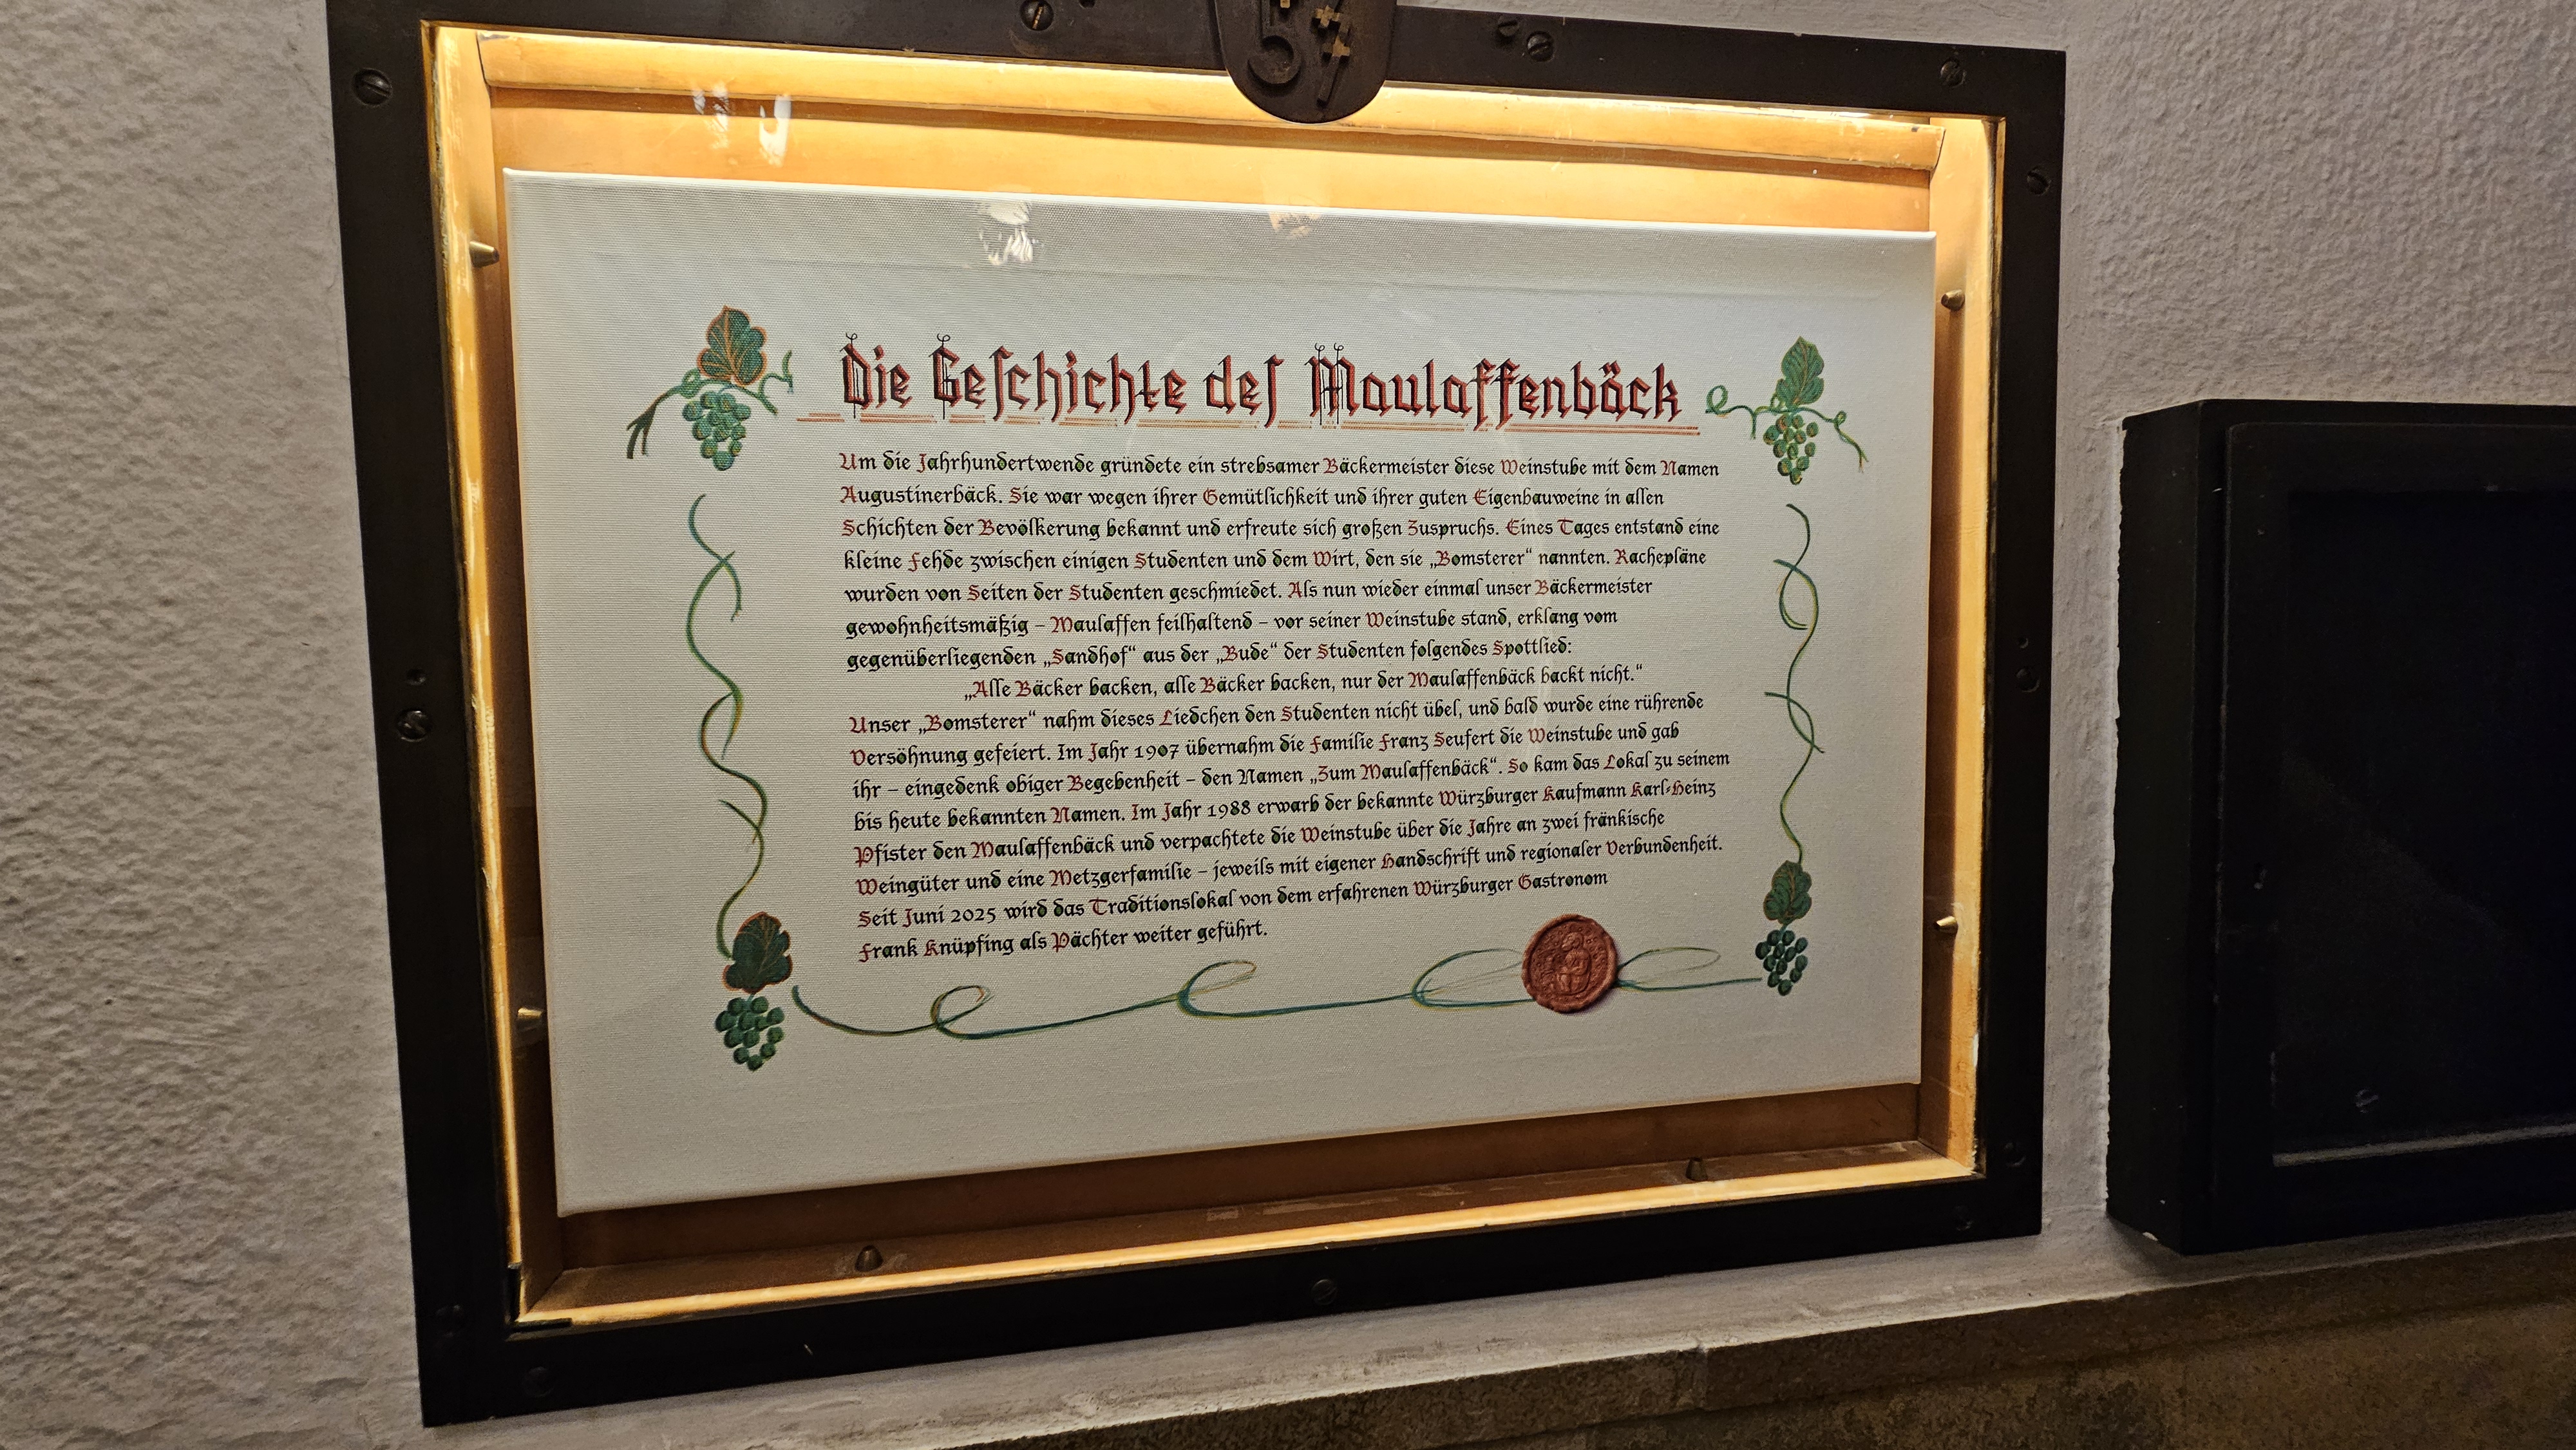 57
Die Geſchichte deſ Maulaffenbäck
Um die Jahrhundertwende gründete ein strebsamer Bäckermeister diese Weinstube mit dem Namen
Augustinerbäck. Sie war wegen ihrer Gemütlichkeit und ihrer guten Eigenbauweine in allen
Schichten der Bevölkerung bekannt und erfreute sich großen Zuspruchs. Eines Tages entstand eine
kleine Fehde zwischen einigen Studenten und dem Wirt, den sie „Bomsterer“ nannten. Rachepläne
wurden von Seiten der Studenten geschmiedet. Als nun wieder einmal unser Bäckermeister
gewohnheitsmäßig – Maulaffen feilhaltend – vor seiner Weinstube stand, erklang vom
gegenüberliegenden „Sandhof“ aus der „Bude“ der Studenten folgendes Spottlied:
„Alle Bäcker backen, alle Bäcker backen, nur der Maulaffenbäck backt nicht.“
Unser „Bomsterer“ nahm dieses Liedchen den Studenten nicht übel, und bald wurde eine rührende
Versöhnung gefeiert. Im Jahr 1907 übernahm die Familie Franz Seufert die Weinstube und gab
ihr – eingedenk obiger Begebenheit – den Namen „Zum Maulaffenbäck“. So kam das Lokal zu seinem
bis heute bekannten Namen. Im Jahr 1988 erwarb der bekannte Würzburger Kaufmann Karl-Heinz
Pfister den Maulaffenbäck und verpachtete die Weinstube über die Jahre an zwei fränkische
Weingüter und eine Metzgerfamilie – jeweils mit eigener Handschrift und regionaler Verbundenheit.
Seit Juni 2025 wird das Traditionslokal von dem erfahrenen Würzburger Gastronom
Frank Knüpfing als Pächter weiter geführt.